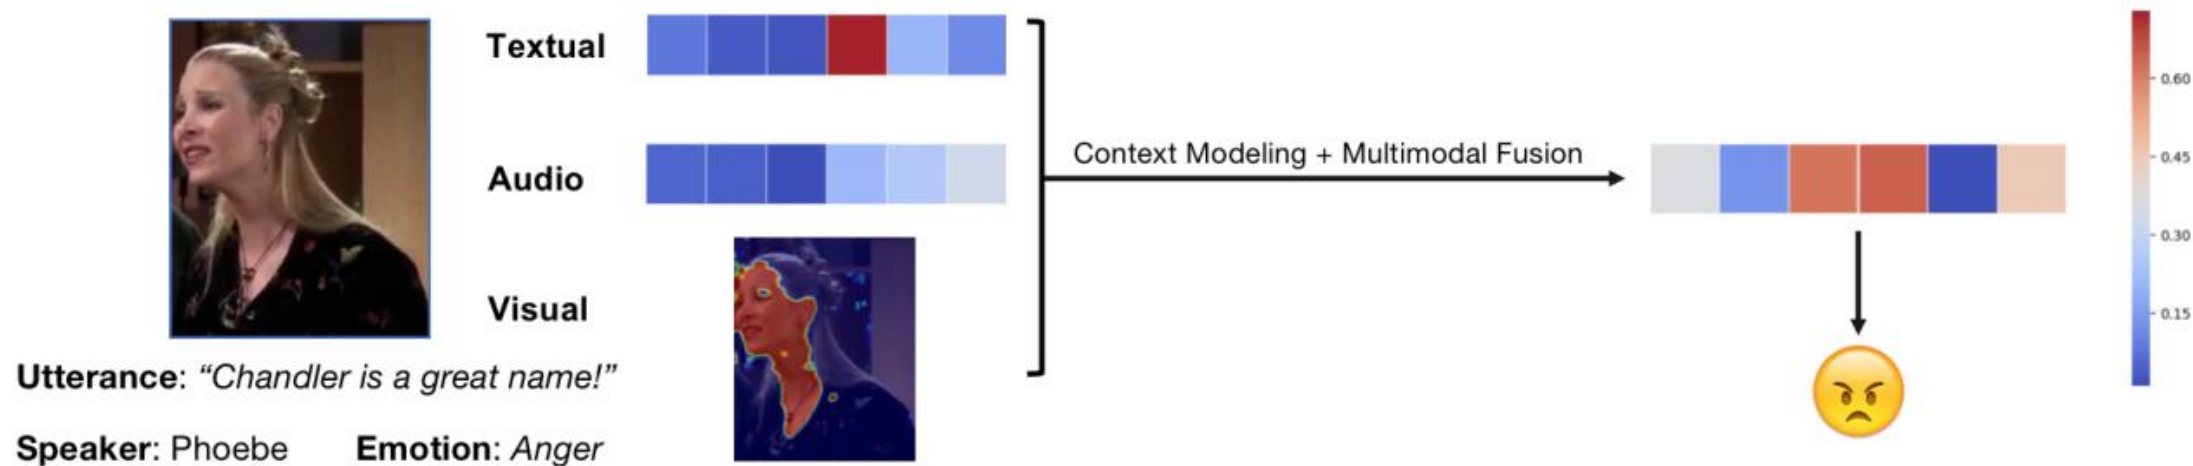 Textual
Audio
Visual
Utterance: “Chandler is a great name!”
Speaker: Phoebe Emotion: Anger
Context Modeling + Multimodal Fusion
0.60
0.45
0.30
0.15